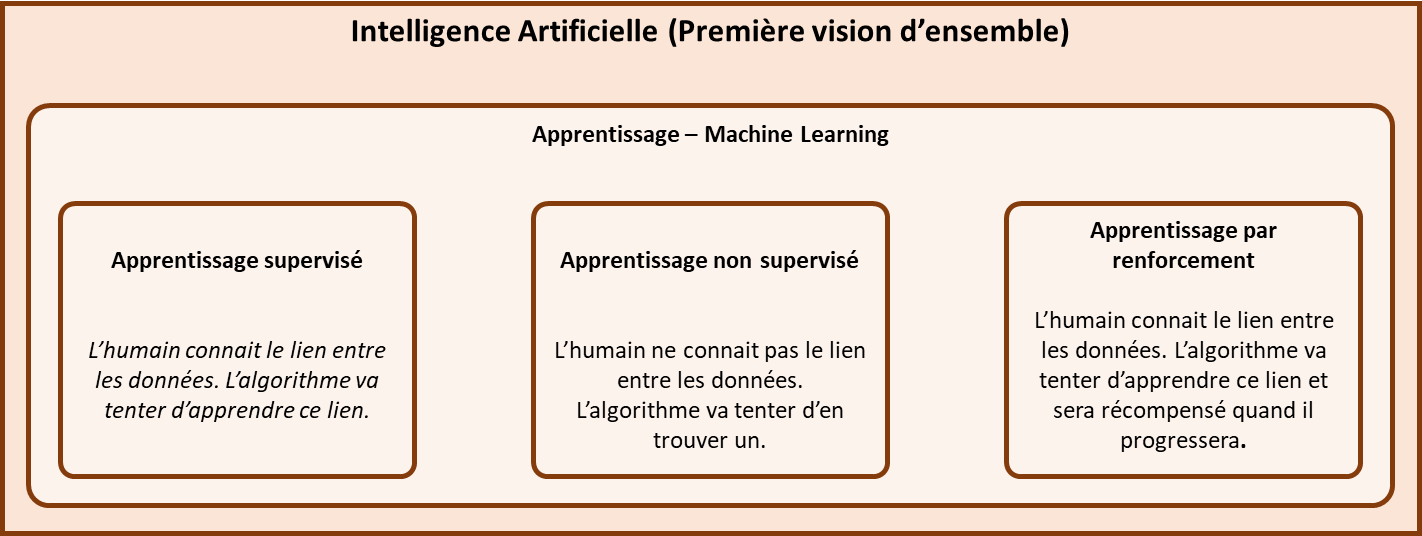 Intelligence Artificielle (Première vision d’ensemble)
Apprentissage – Machine Learning
Apprentissage supervisé
L’humain connait le lien entre
les données. L’algorithme va
tenter d’apprendre ce lien.
Apprentissage non supervisé
L’humain ne connait pas le lien
entre les données.
L’algorithme va tenter d’en
trouver un.
Apprentissage par
renforcement
L’humain connait le lien entre
les données. L’algorithme va
tenter d’apprendre ce lien et
sera récompensé quand il
progressera.